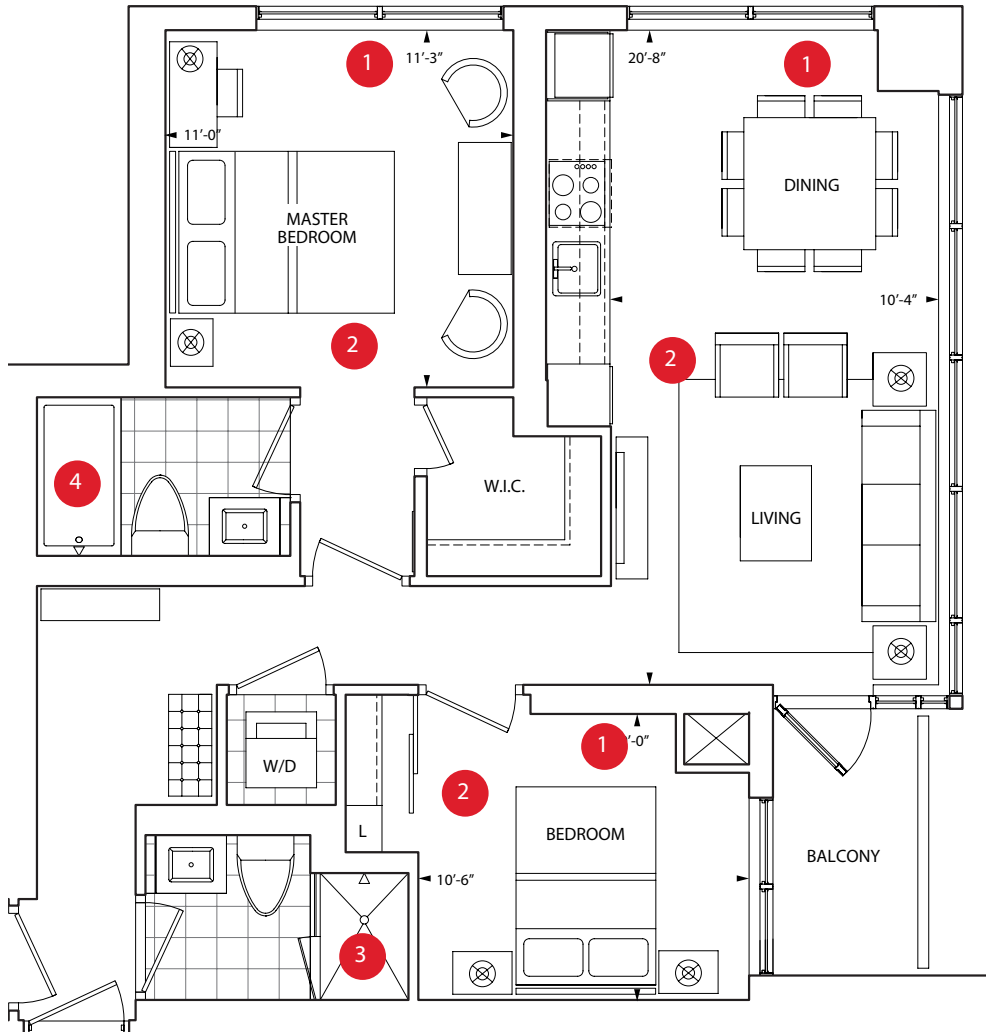 1
11'-3"
20'-8"
1
11'-0"
DINING
MASTER
BEDROOM
10'-4"
2
2
4
W.I.C.
LIVING
1
'-0"
W/D
2
L
BEDROOM
BALCONY
10'-6"
3